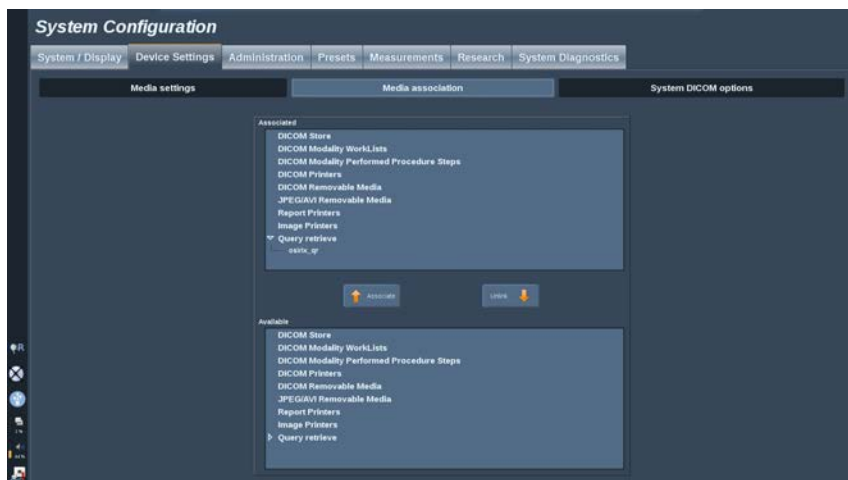 System Configuration
System / Display Device Settings Administration Presets Measurements Research System Diagnostics
Media settings Media association System DICOM options
Associated
DICOM Store
DICOM Modality WorkLists
DICOM Modality Performed Procedure Steps
DICOM Printers
DICOM Removable Media
JPEG/AVI Removable Media
Report Printers
Image Printers
Query retrieve
osirix_qr
Associate Unlink
Available
DICOM Store
DICOM Modality WorkLists
DICOM Modality Performed Procedure Steps
DICOM Printers
DICOM Removable Media
JPEG/AVI Removable Media
Report Printers
Image Printers
Query retrieve
R